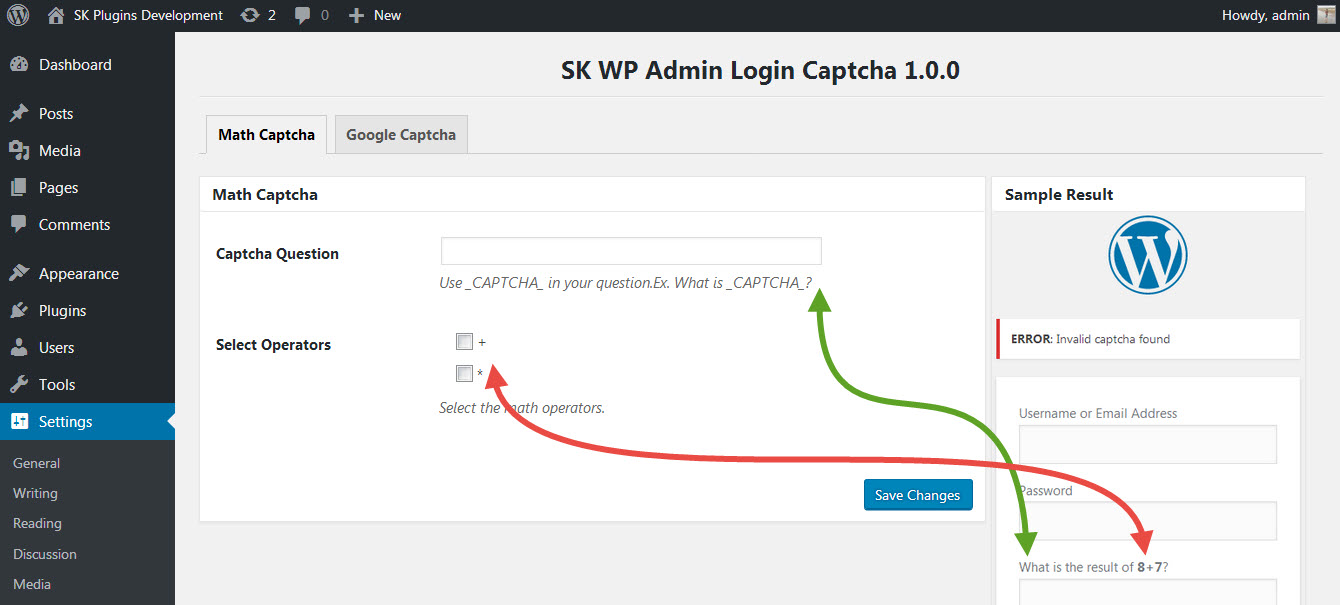 SK Plugins Development 2 0 New Howdy, admin
Dashboard
Posts
Media
Pages
Comments
Appearance
Plugins
Users
Tools
Settings
General
Writing
Reading
Discussion
Media
SK WP Admin Login Captcha 1.0.0
Math Captcha Google Captcha
Math Captcha
Captcha Question
Use _CAPTCHA_ in your question.Ex. What is _CAPTCHA_?
Select Operators
+
*
Select the math operators.
Save Changes
Sample Result
ERROR: Invalid captcha found
Username or Email Address
Password
What is the result of 8+7?